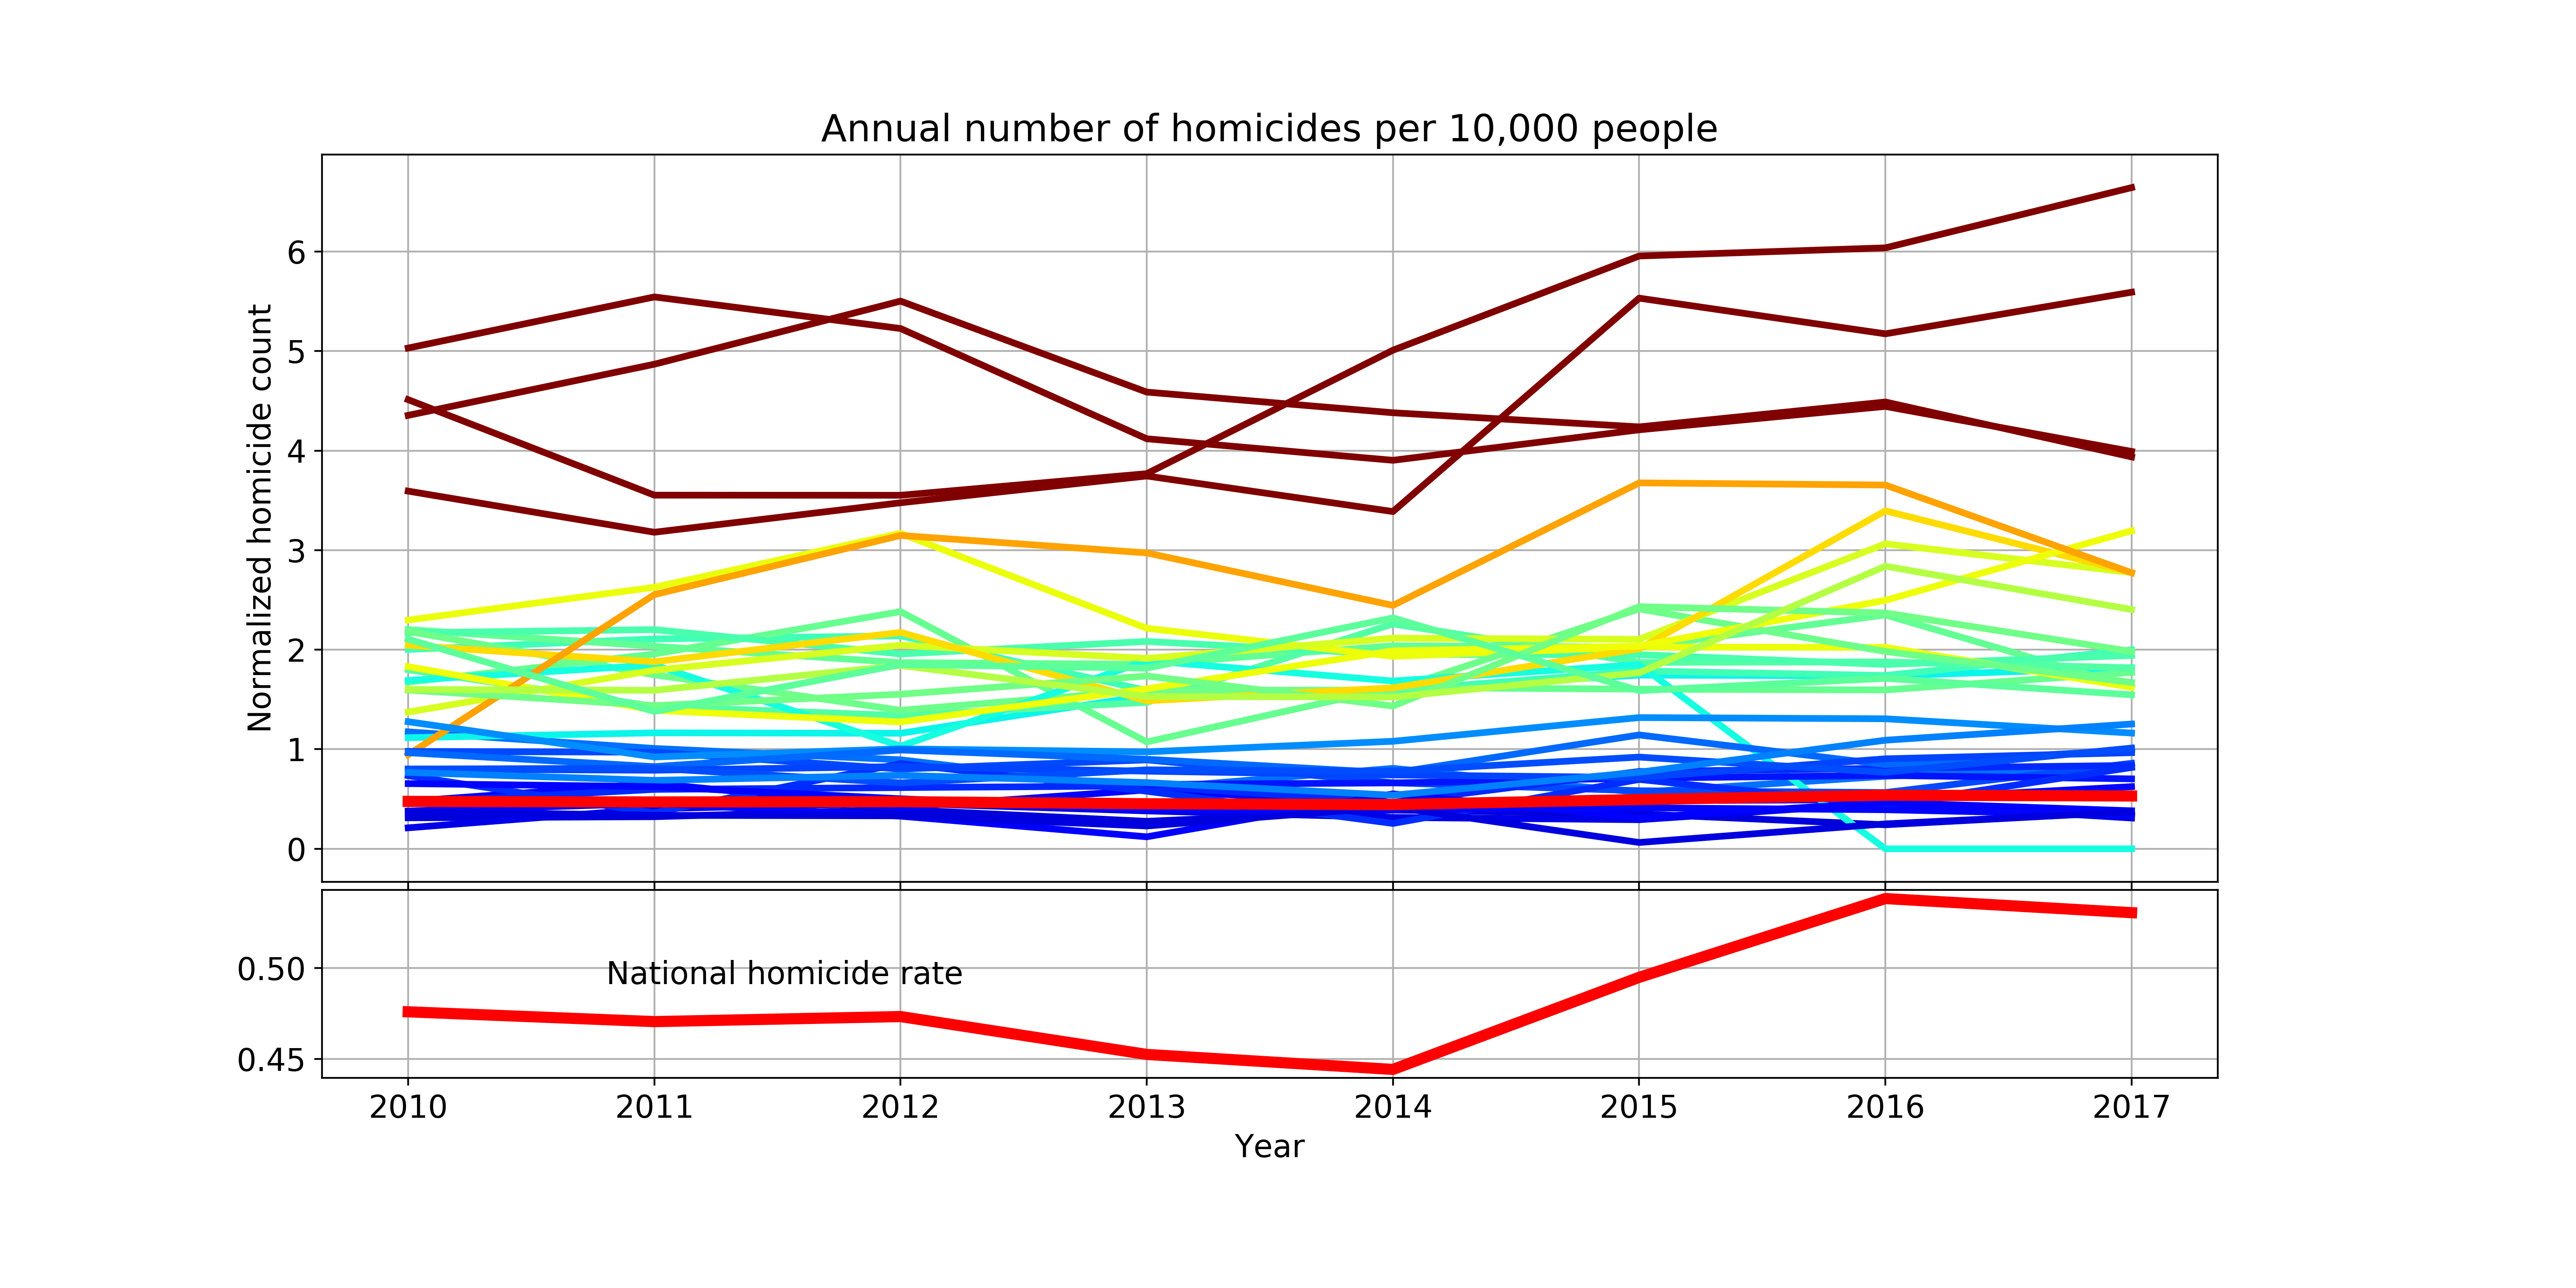 Annual number of homicides per 10,000 people
Normalized homicide count
6
5
4
3
2
1
0
National homicide rate
0.50
0.45
2010 2011 2012 2013 2014 2015 2016 2017
Year